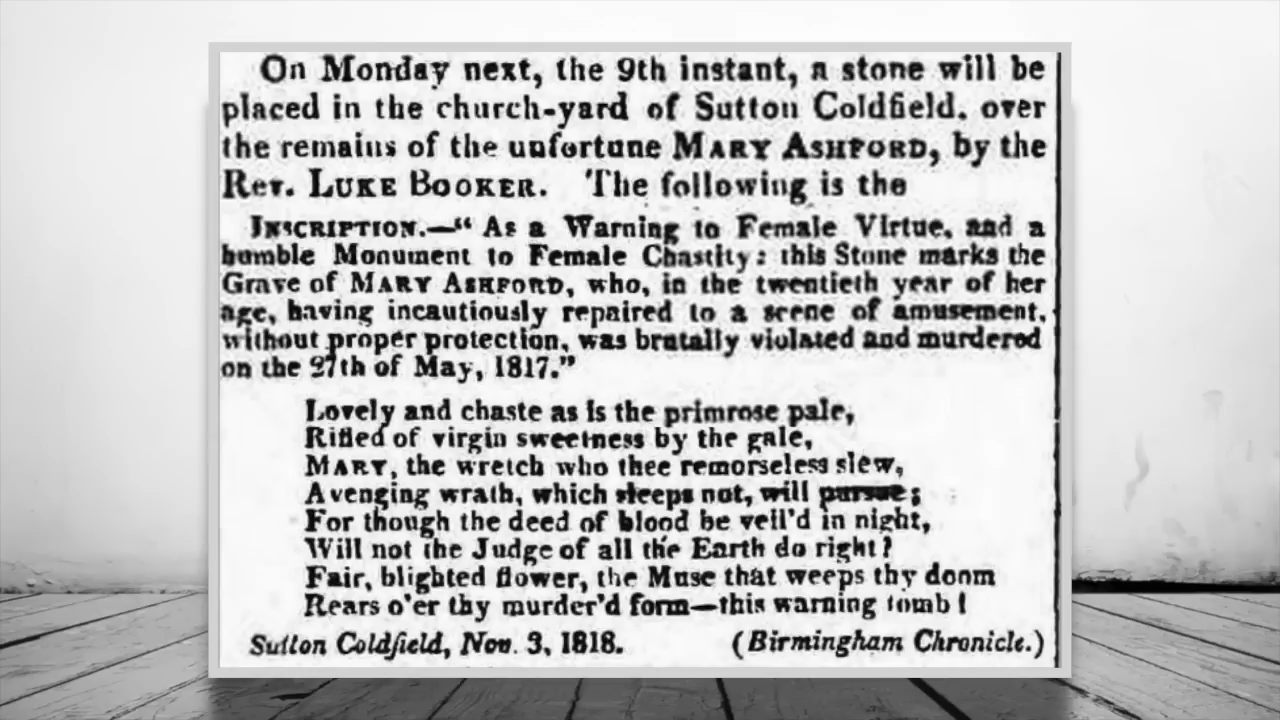 On Monday next, the 9th instant, a stone will be
placed in the church-yard of Sutton Coldfield. over
the remains of the unfortune MARY ASHFORD, by the
Rev. LUKE BOOKER. The following is the
INSCRIPTION.—“ As a Warning to Female Virtue, and a
humble Monument to Female Chastity: this Stone marks the
Grave of MARY ASHFORD, who, in the twentieth year of her
age, having incautiously repaired to a scene of amusement,
without proper protection, was brutally violated and murdered
on the 27th of May, 1817.”
Lovely and chaste as is the primrose pale,
Rifled of virgin sweetness by the gale,
MARY, the wretch who thee remorseless slew,
Avenging wrath, which sleeps not, will pursue;
For though the deed of blood be veil'd in night,
Will not the Judge of all the Earth do right?
Fair, blighted flower, the Muse that weeps thy doom
Rears o'er thy murder'd form—this warning tomb!
Sutton Coldfield, Nov. 3, 1818. (Birmingham Chronicle.)